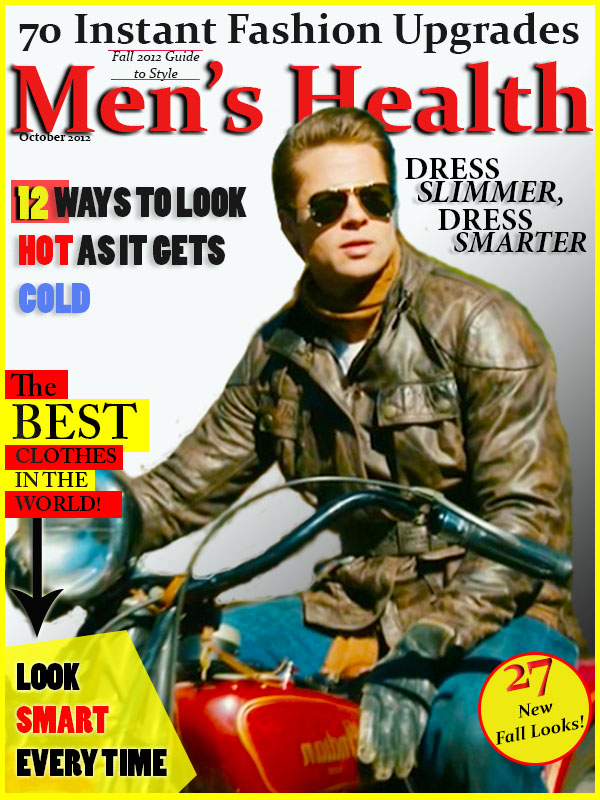 70 Instant Fashion Upgrades
Fall 2012 Guide
to Style
Men's Health
October 2012
DRESS
SLIMMER,
DRESS
SMARTER
12 WAYS TO LOOK
HOT AS IT GETS
COLD
The
BEST
CLOTHES
IN THE
WORLD!
LOOK
SMART
EVERY TIME
27
New
Fall Looks!